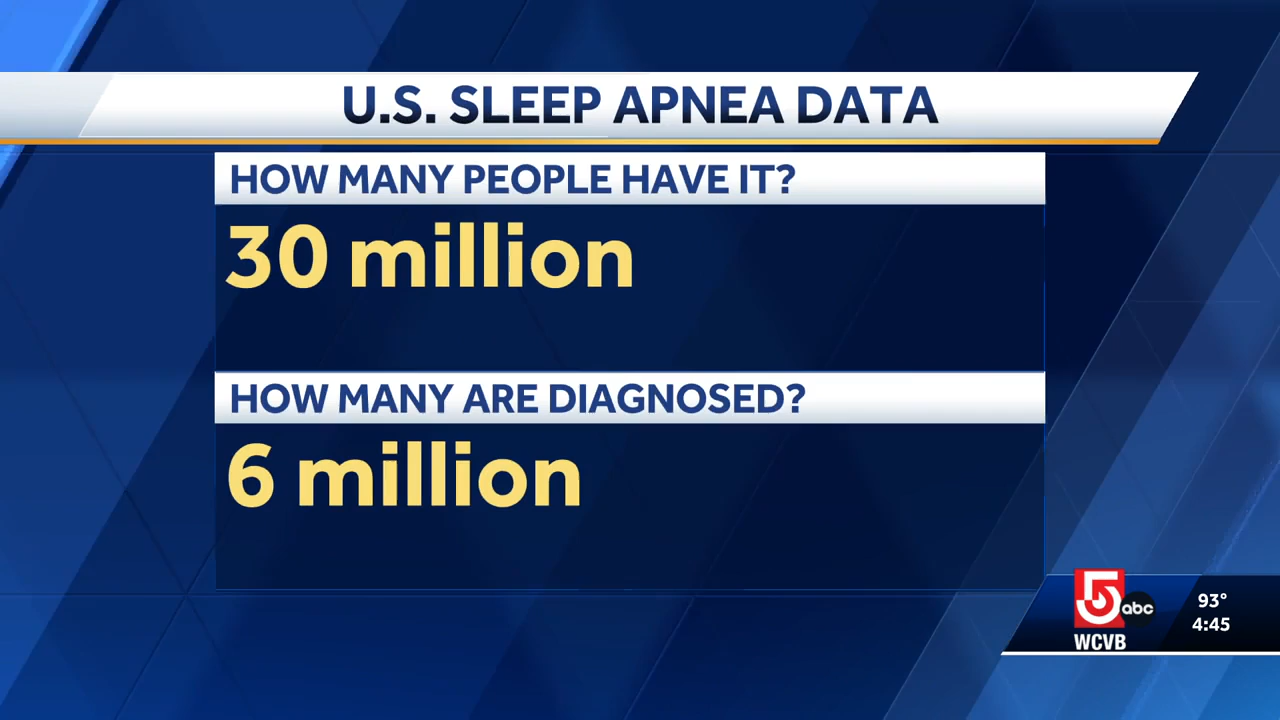 U.S. SLEEP APNEA DATA
HOW MANY PEOPLE HAVE IT?
30 million
HOW MANY ARE DIAGNOSED?
6 million
5 abc
WCVB
93°
4:45